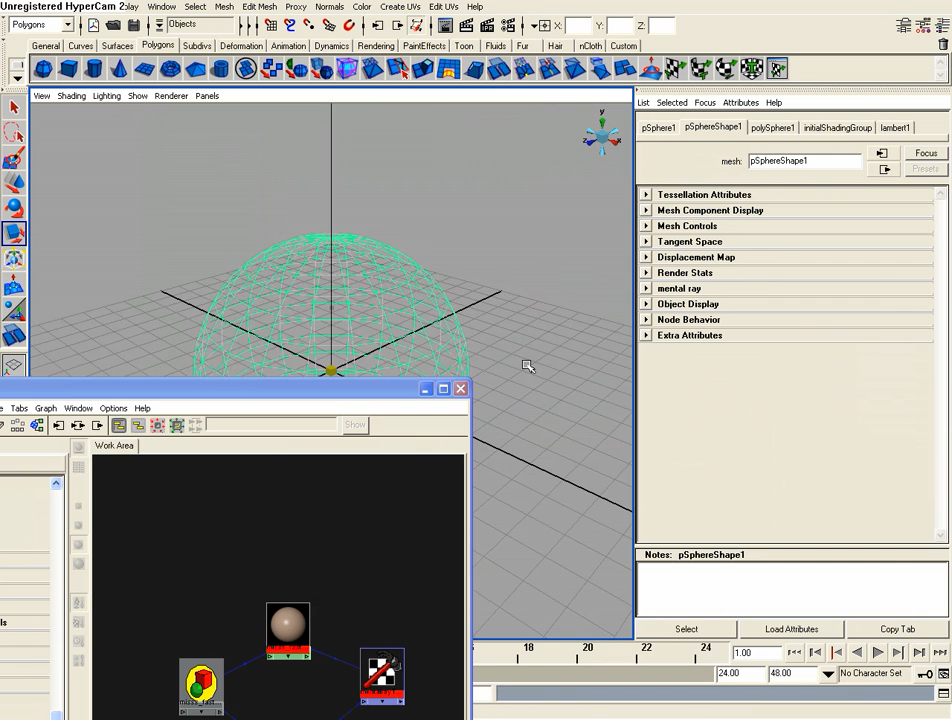 Unregistered HyperCam 2
play Window Select Mesh Edit Mesh Proxy Normals Color Create UVs Edit UVs Help
Polygons Objects X: Y: Z:
General Curves Surfaces Polygons Subdivs Deformation Animation Dynamics Rendering PaintEffects Toon Fluids Fur Hair nCloth Custom
View Shading Lighting Show Renderer Panels
List Selected Focus Attributes Help
pSphere1 pSphereShape1 polySphere1 initialShadingGroup lambert1
mesh: pSphereShape1
Focus
Presets
Tessellation Attributes
Mesh Component Display
Mesh Controls
Tangent Space
Displacement Map
Render Stats
mental ray
Object Display
Node Behavior
Extra Attributes
y
z x
Tabs Graph Window Options Help
Show
Work Area
Notes: pSphereShape1
Select Load Attributes Copy Tab
18 20 22 24 1.00
24.00 48.00 No Character Set